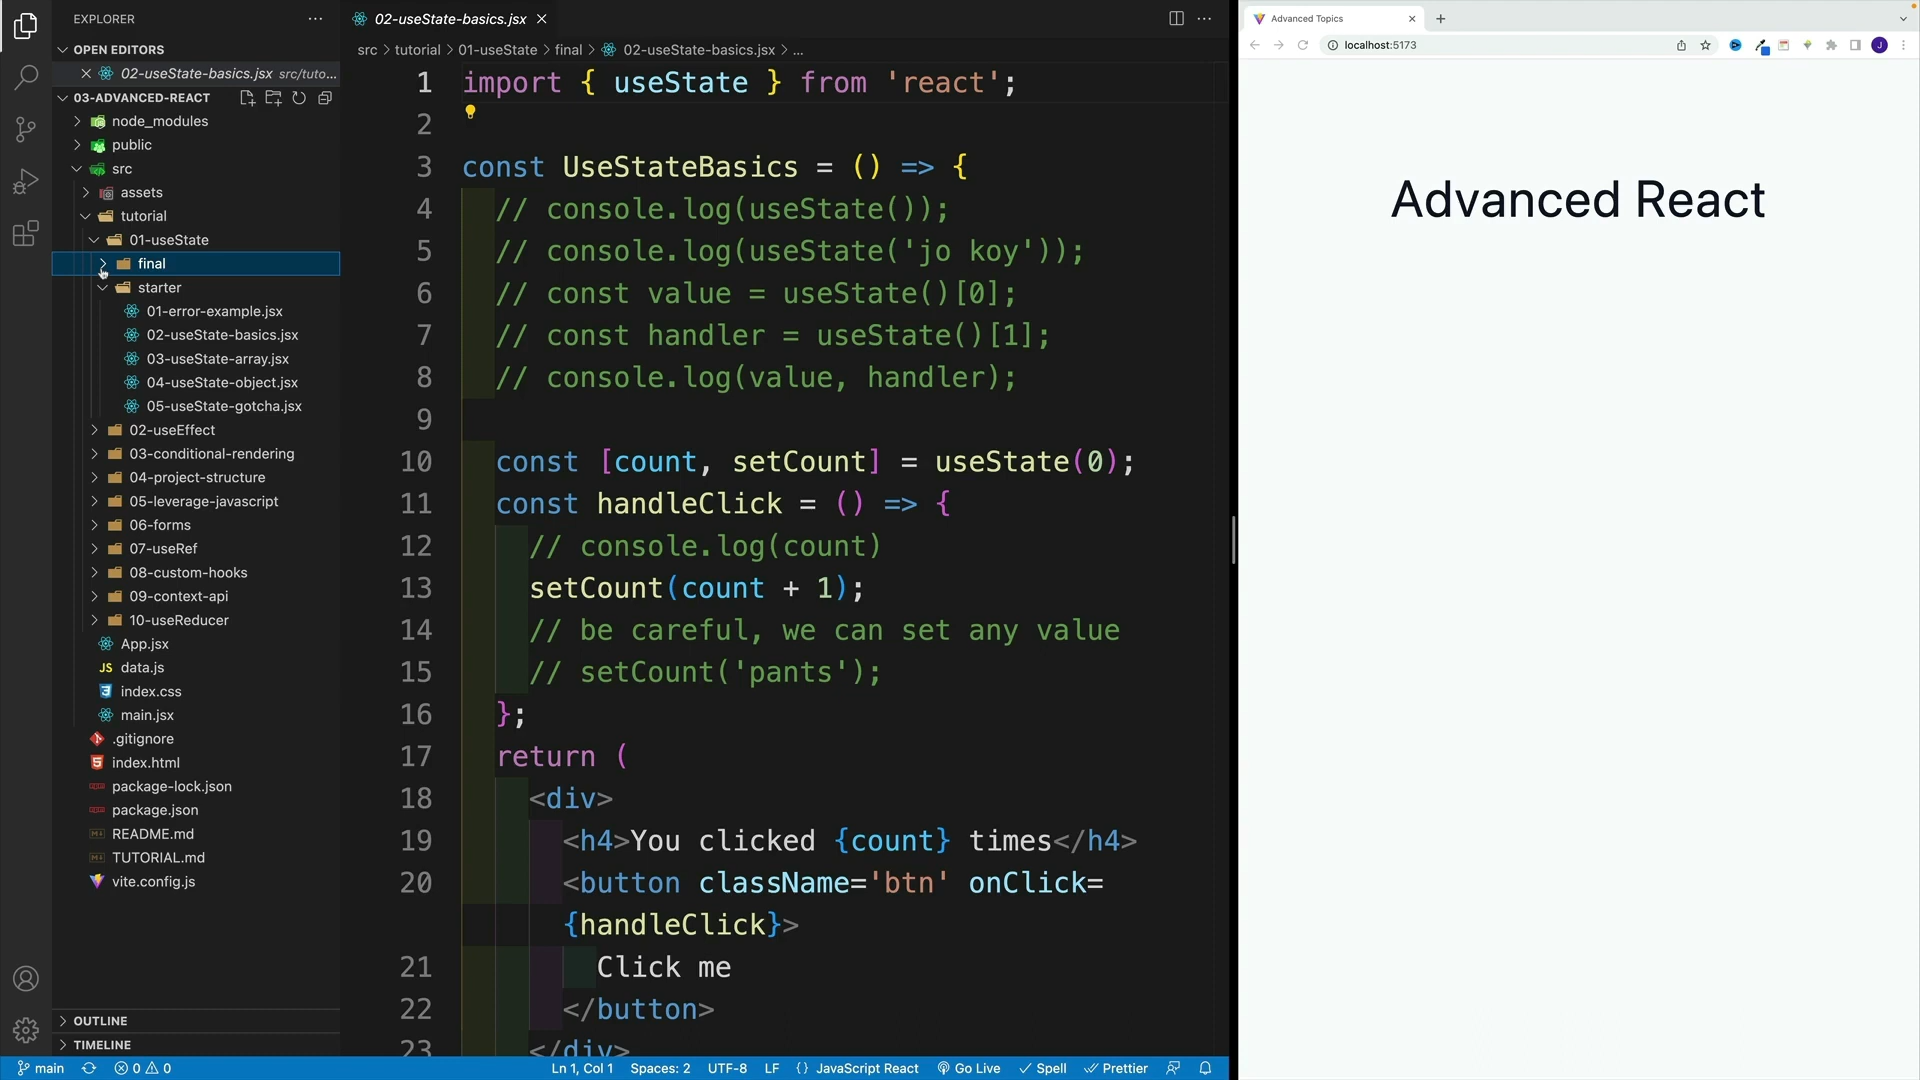 EXPLORER
OPEN EDITORS
02-useState-basics.jsx src/tuto...
03-ADVANCED-REACT
node_modules
public
src
assets
tutorial
01-useState
final
starter
01-error-example.jsx
02-useState-basics.jsx
03-useState-array.jsx
04-useState-object.jsx
05-useState-gotcha.jsx
02-useEffect
03-conditional-rendering
04-project-structure
05-leverage-javascript
06-forms
07-useRef
08-custom-hooks
09-context-api
10-useReducer
App.jsx
JS data.js
index.css
main.jsx
.gitignore
index.html
package-lock.json
package.json
README.md
TUTORIAL.md
vite.config.js
OUTLINE
TIMELINE
02-useState-basics.jsx
src > tutorial > 01-useState > final > 02-useState-basics.jsx > ...
1 import { useState } from 'react';
2
3 const UseStateBasics = () => {
4 // console.log(useState());
5 // console.log(useState('jo koy'));
6 // const value = useState()[0];
7 // const handler = useState()[1];
8 // console.log(value, handler);
9
10 const [count, setCount] = useState(0);
11 const handleClick = () => {
12 // console.log(count)
13 setCount(count + 1);
14 // be careful, we can set any value
15 // setCount('pants');
16 };
17 return (
18 <div>
19 <h4>You clicked {count} times</h4>
20 <button className='btn' onClick=
{handleClick}>
21 Click me
22 </button>
23 </div>
main
0 0
Ln 1, Col 1 Spaces: 2 UTF-8 LF {} JavaScript React Go Live Spell Prettier
Advanced Topics
localhost:5173
J
Advanced React